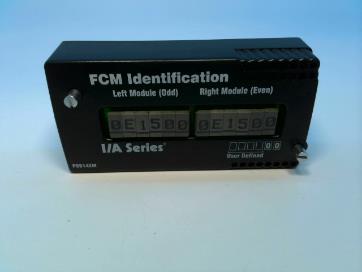 FCM Identification
Left Module (Odd) Right Module (Even)
0E1500 0E1500
I/A Series®
User Defined